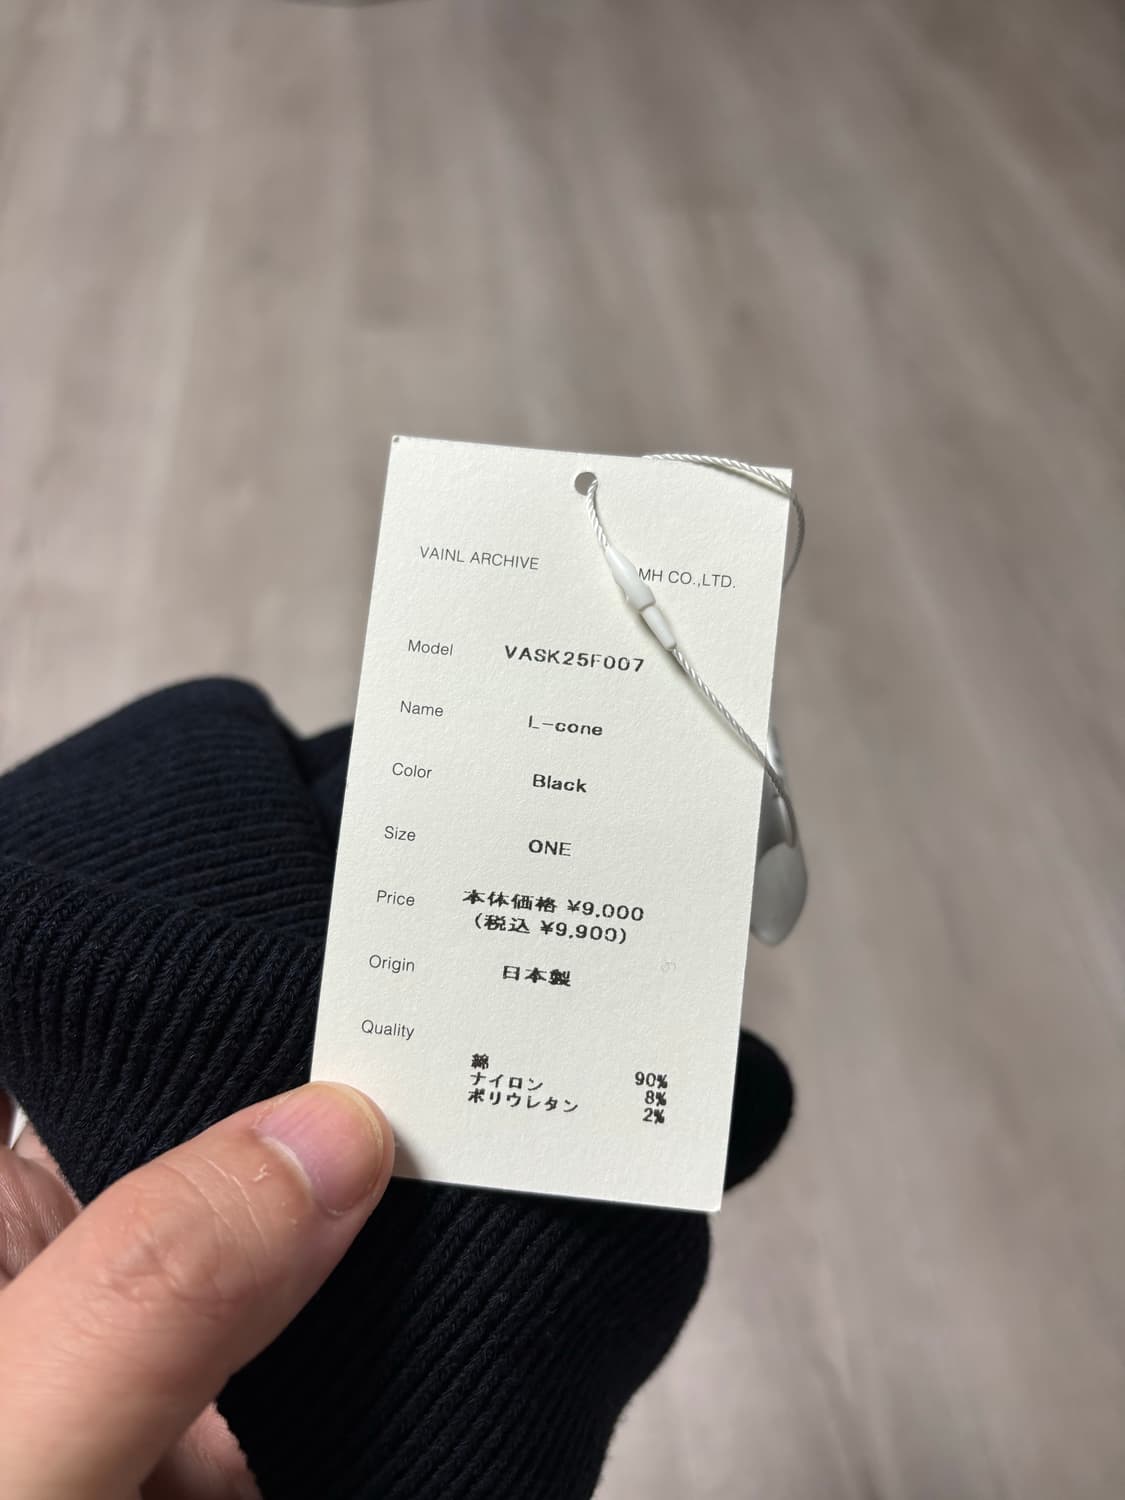 VAINL ARCHIVE
MH CO.,LTD.
Model VASK25F007
Name L-cone
Color Black
Size ONE
Price 本体価格 ¥9,000
(税込 ¥9,900)
Origin 日本製
Quality
綿 90%
ナイロン 8%
ポリウレタン 2%